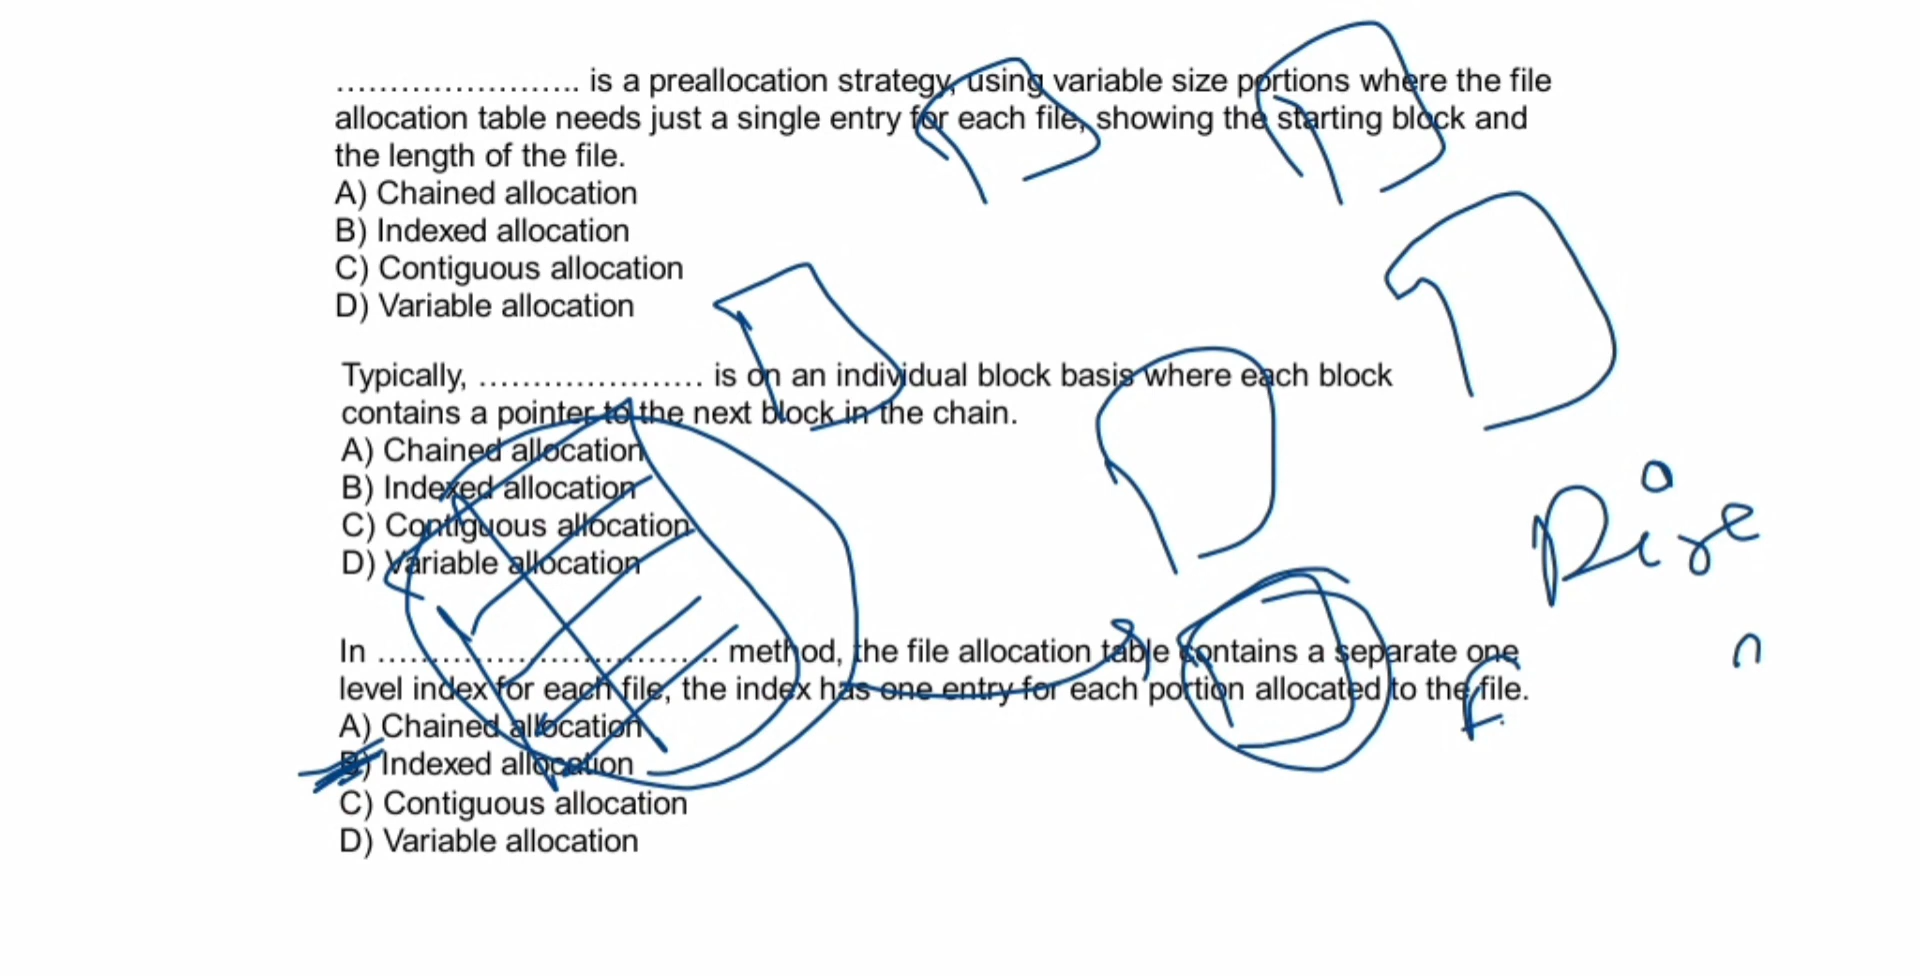 ........................ is a preallocation strategy, using variable size portions where the file
allocation table needs just a single entry for each file, showing the starting block and
the length of the file.
A) Chained allocation
B) Indexed allocation
C) Contiguous allocation
D) Variable allocation
Typically, ...................... is on an individual block basis where each block
contains a pointer to the next block in the chain.
A) Chained allocation
B) Indexed allocation
C) Contiguous allocation
D) Variable allocation
In ................................. method, the file allocation table contains a separate one
level index for each file, the index has one entry for each portion allocated to the file.
A) Chained allocation
B) Indexed allocation
C) Contiguous allocation
D) Variable allocation